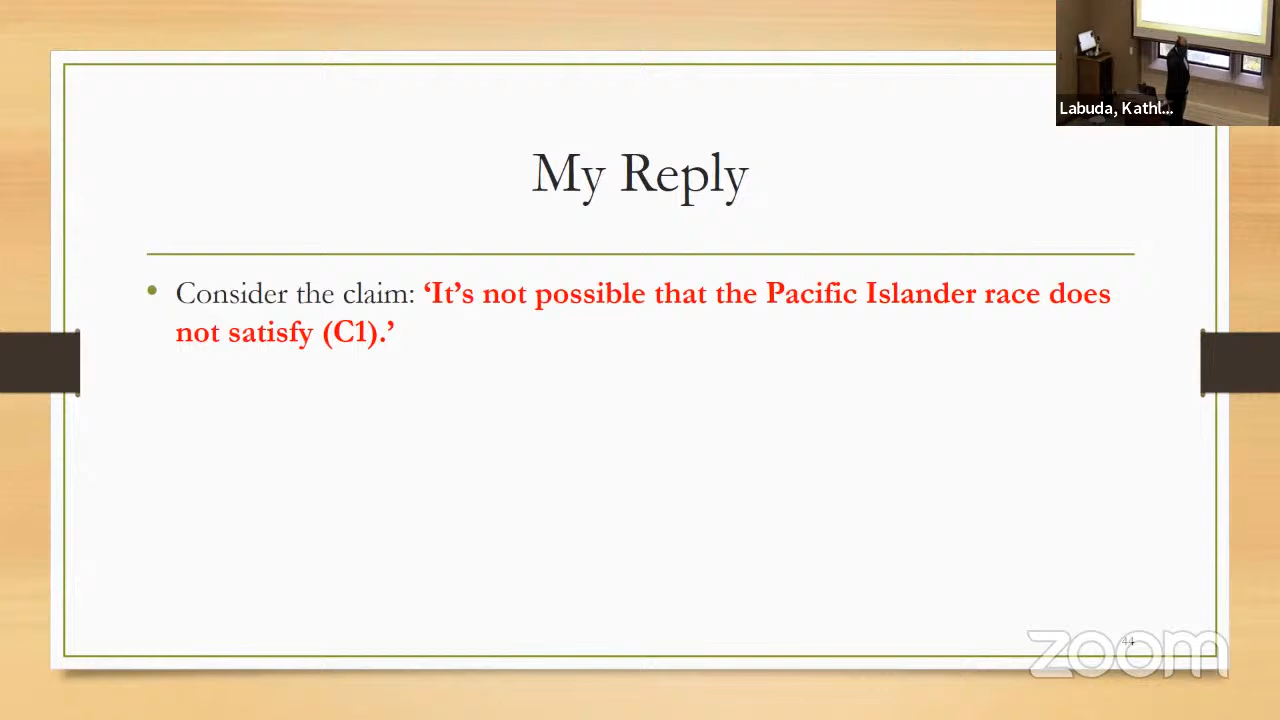 Labuda, Kathl...
My Reply
• Consider the claim: ‘It’s not possible that the Pacific Islander race does
not satisfy (C1).’
44
zoom